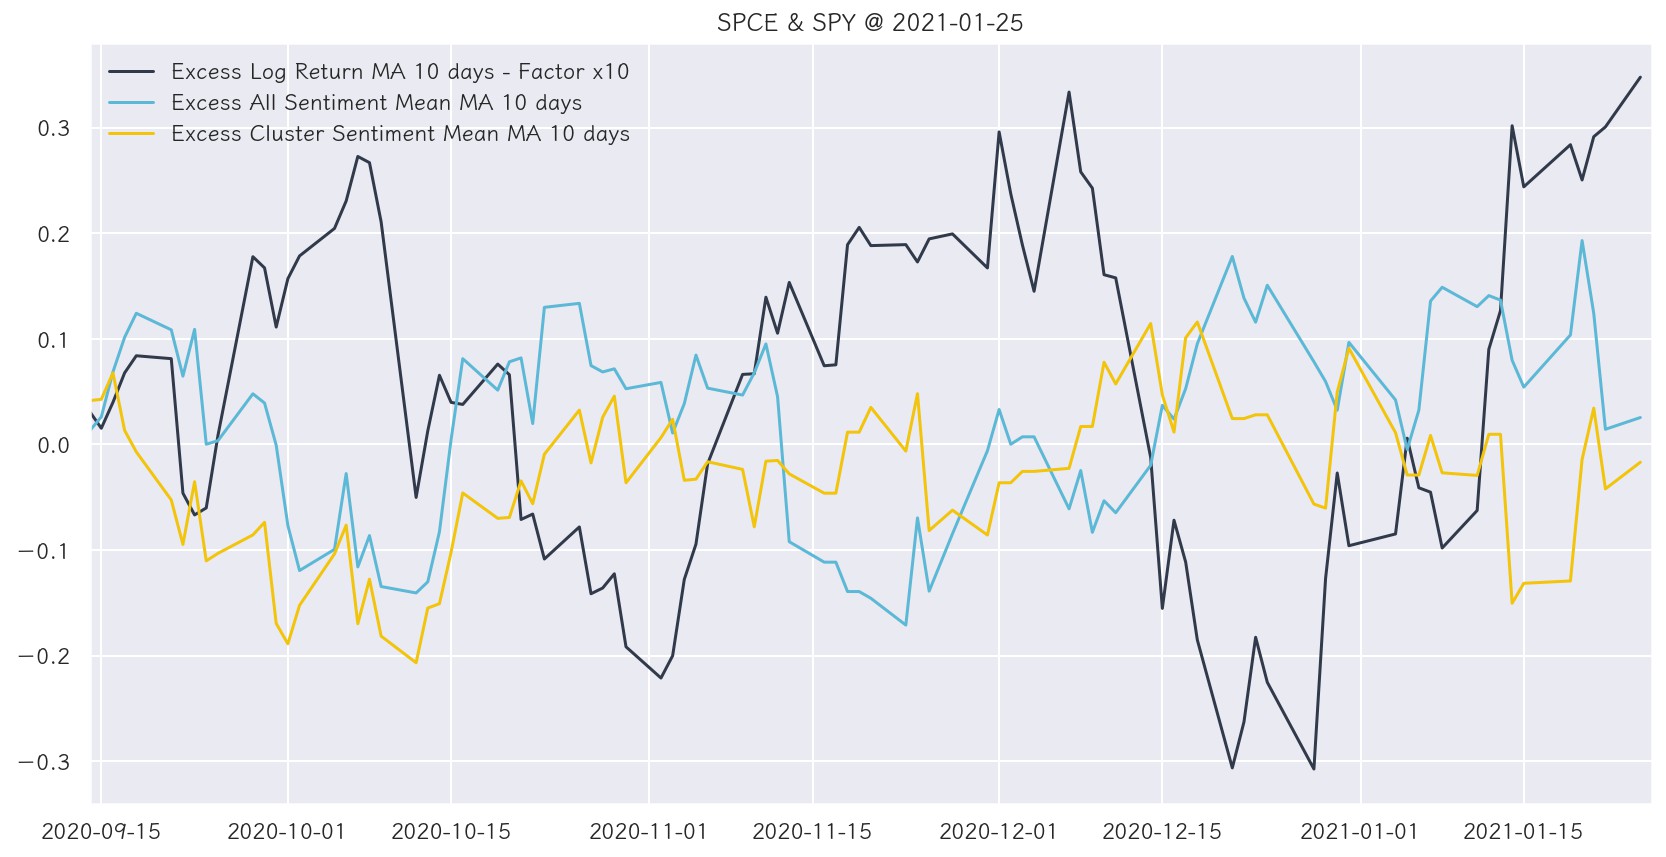 SPCE & SPY @ 2021-01-25
Excess Log Return MA 10 days - Factor x10
Excess All Sentiment Mean MA 10 days
Excess Cluster Sentiment Mean MA 10 days
0.3
0.2
0.1
0.0
−0.1
−0.2
−0.3
2020-09-15 2020-10-01 2020-10-15 2020-11-01 2020-11-15 2020-12-01 2020-12-15 2021-01-01 2021-01-15